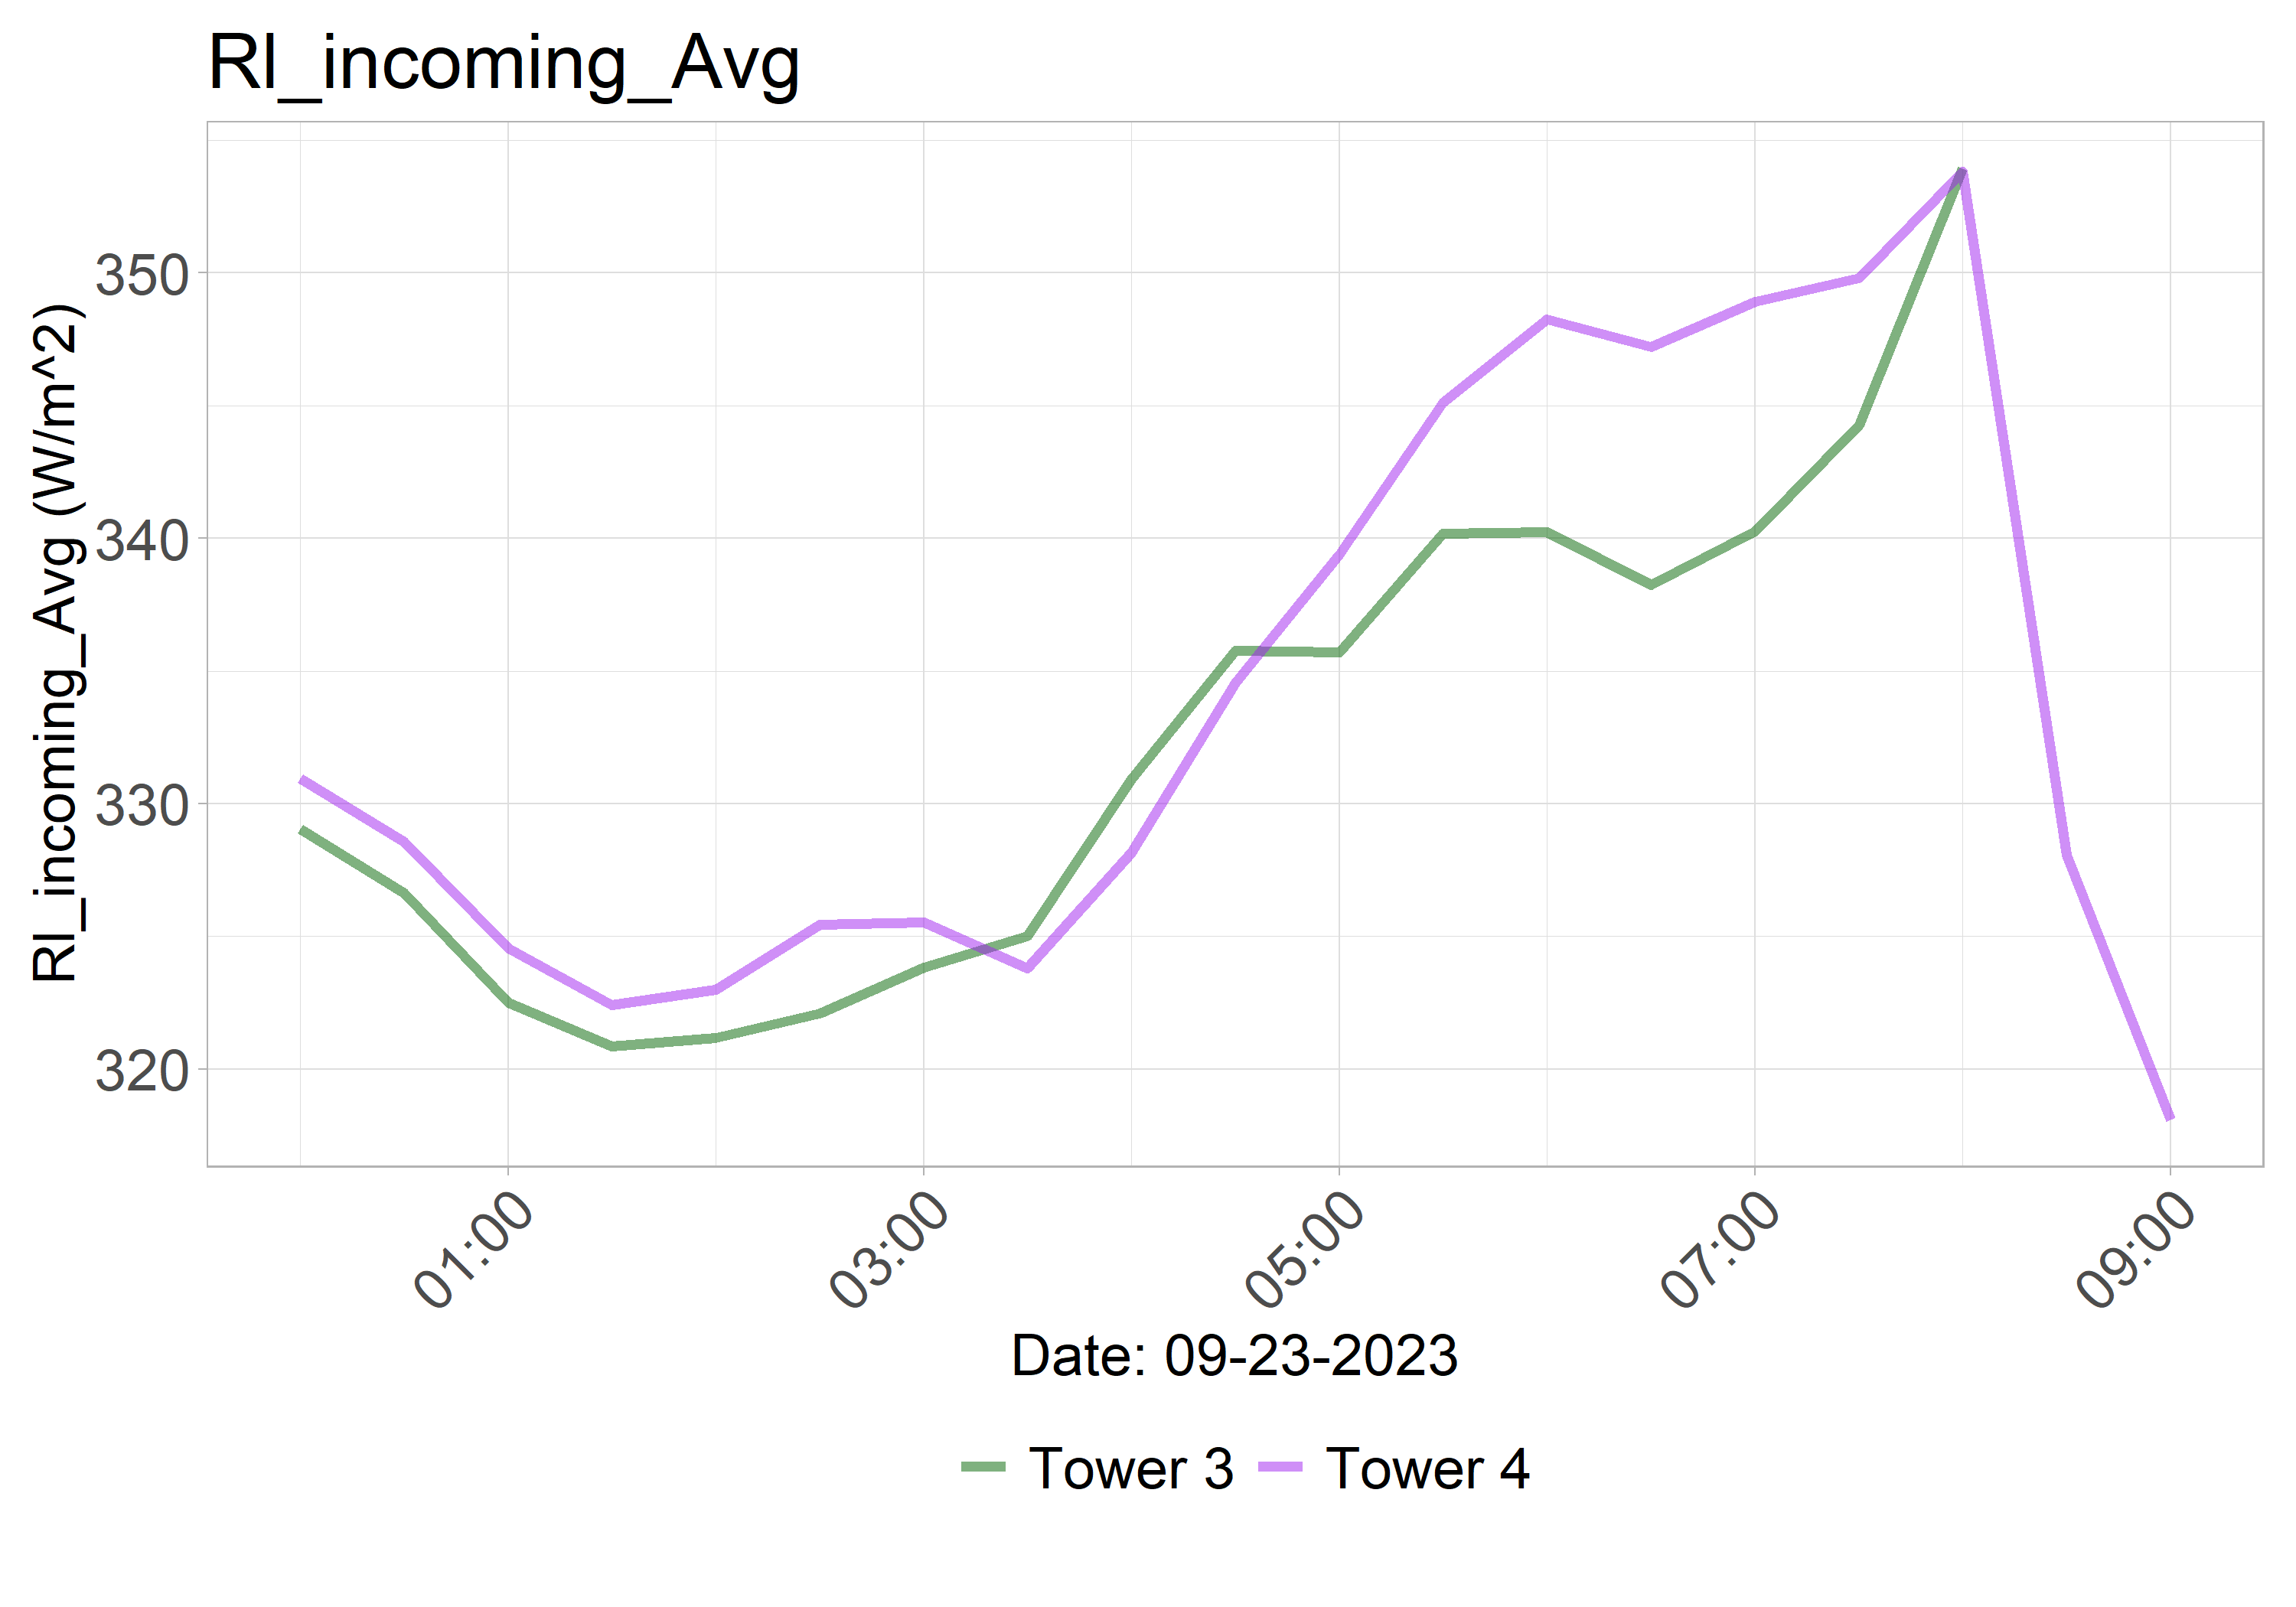 Rl_incoming_Avg
Rl_incoming_Avg (W/m^2)
350
340
330
320
01:00
03:00
05:00
07:00
09:00
Date: 09-23-2023
Tower 3
Tower 4